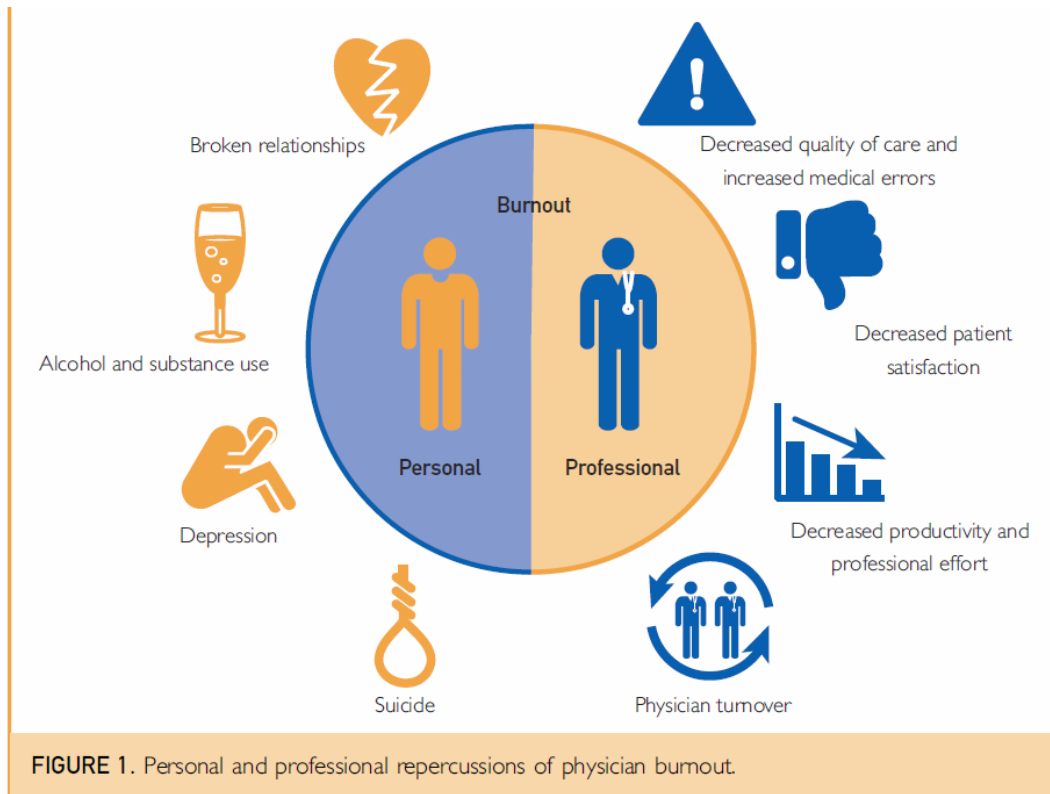 Broken relationships
Alcohol and substance use
Depression
Suicide
Burnout
Personal
Professional
Decreased quality of care and
increased medical errors
Decreased patient
satisfaction
Decreased productivity and
professional effort
Physician turnover
FIGURE 1. Personal and professional repercussions of physician burnout.